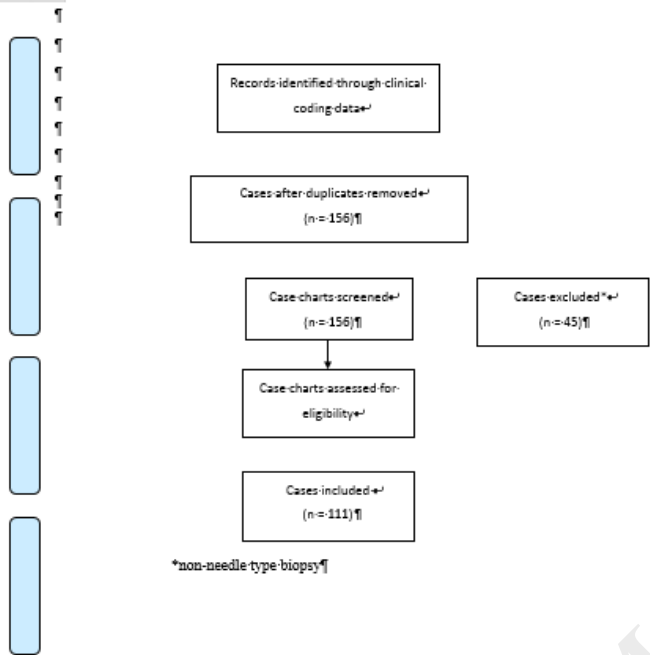 Records identified through clinical
coding data
Cases after duplicates removed
(n = 156)¶
Case charts screened
(n = 156)¶
Cases excluded*
(n = 45)¶
Case charts assessed for
eligibility
Cases included
(n = 111)¶
*non-needle type biopsy¶